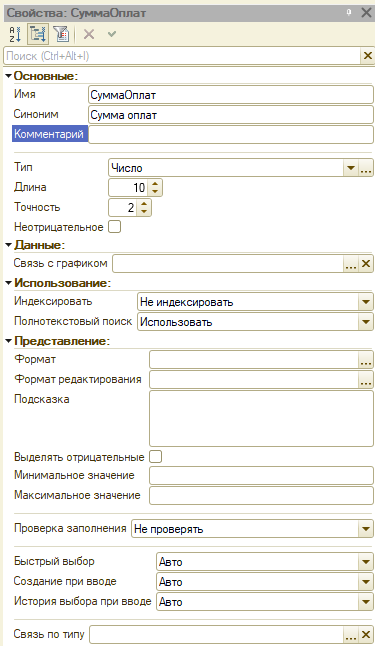 Свойства: СуммаОплат
Поиск (Ctrl+Alt+I)
Основные:
Имя СуммаОплат
Синоним Сумма оплат
Комментарий
Тип Число
Длина 10
Точность 2
Неотрицательное
Данные:
Связь с графиком
Использование:
Индексировать Не индексировать
Полнотекстовый поиск Использовать
Представление:
Формат
Формат редактирования
Подсказка
Выделять отрицательные
Минимальное значение
Максимальное значение
Проверка заполнения Не проверять
Быстрый выбор Авто
Создание при вводе Авто
История выбора при вводе Авто
Связь по типу